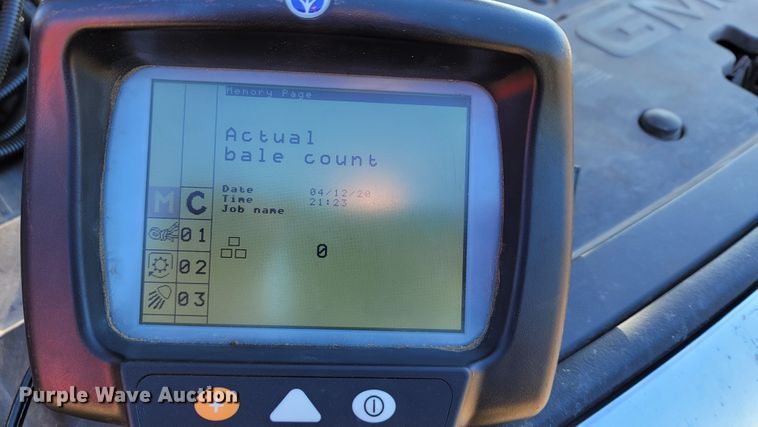 Memory Page
Actual
bale count
Date 04/12/20
Time 21:23
Job name
M C
01
02
03
0
GM
Purple Wave Auction